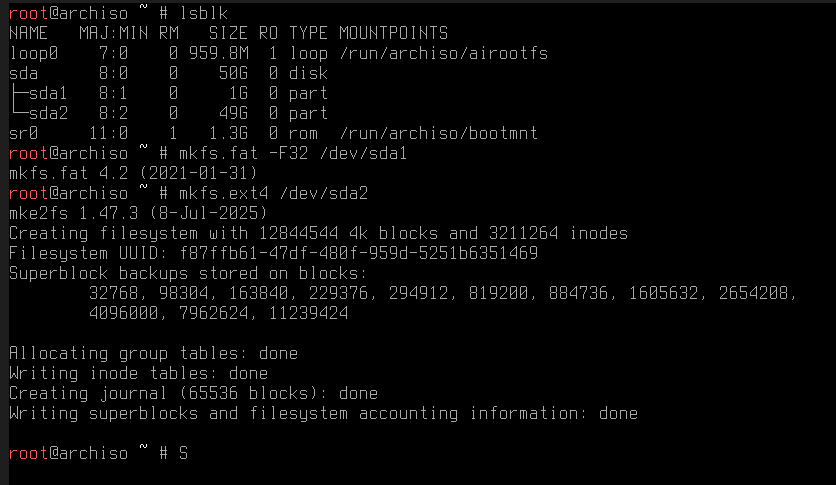 root@archiso ~ # lsblk
NAME   MAJ:MIN RM   SIZE RO TYPE MOUNTPOINTS
loop0    7:0    0 959.8M  1 loop /run/archiso/airootfs
sda      8:0    0    50G  0 disk
├─sda1   8:1    0     1G  0 part
└─sda2   8:2    0    49G  0 part
sr0     11:0    1   1.3G  0 rom  /run/archiso/bootmnt
root@archiso ~ # mkfs.fat -F32 /dev/sda1
mkfs.fat 4.2 (2021-01-31)
root@archiso ~ # mkfs.ext4 /dev/sda2
mke2fs 1.47.3 (8-Jul-2025)
Creating filesystem with 12844544 4k blocks and 3211264 inodes
Filesystem UUID: f87ffb61-47df-480f-959d-5251b6351469
Superblock backups stored on blocks:
        32768, 98304, 163840, 229376, 294912, 819200, 884736, 1605632, 2654208,
        4096000, 7962624, 11239424

Allocating group tables: done
Writing inode tables: done
Creating journal (65536 blocks): done
Writing superblocks and filesystem accounting information: done

root@archiso ~ # S